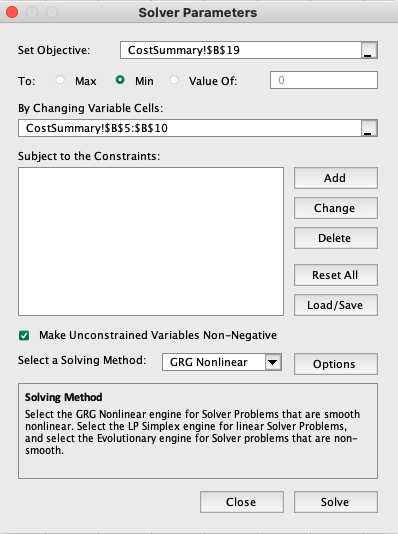 Solver Parameters
Set Objective: CostSummary!$B$19
To: Max Min Value Of: 0
By Changing Variable Cells:
CostSummary!$B$5:$B$10
Subject to the Constraints:
Add
Change
Delete
Reset All
Load/Save
Make Unconstrained Variables Non-Negative
Select a Solving Method: GRG Nonlinear Options
Solving Method
Select the GRG Nonlinear engine for Solver Problems that are smooth
nonlinear. Select the LP Simplex engine for linear Solver Problems,
and select the Evolutionary engine for Solver problems that are non-
smooth.
Close Solve